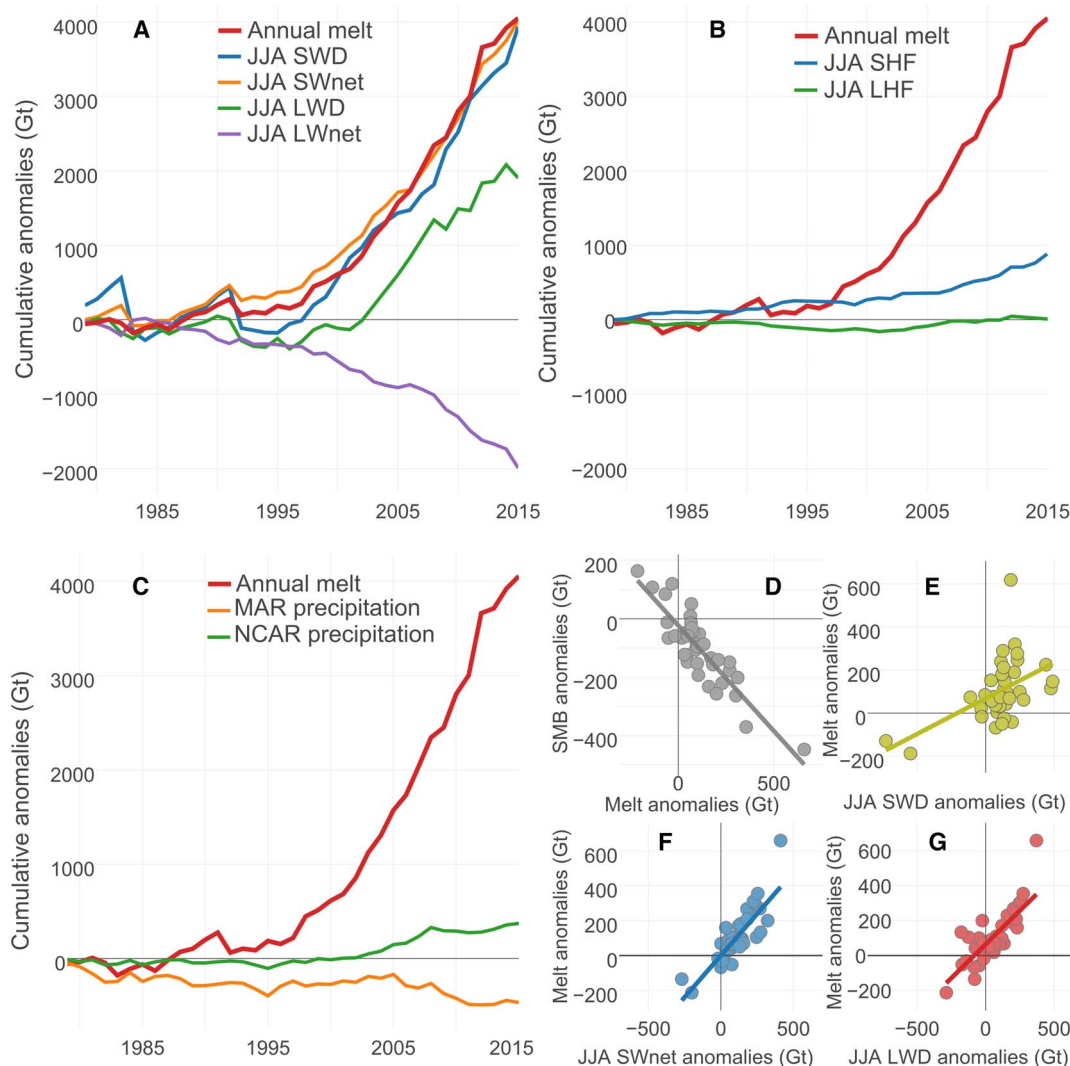 A
Annual melt
JJA SWD
JJA SWnet
JJA LWD
JJA LWnet
Cumulative anomalies (Gt)
4000
3000
2000
1000
0
−1000
−2000
1985
1995
2005
2015
B
Annual melt
JJA SHF
JJA LHF
Cumulative anomalies (Gt)
4000
3000
2000
1000
0
−1000
−2000
1985
1995
2005
2015
C
Annual melt
MAR precipitation
NCAR precipitation
Cumulative anomalies (Gt)
4000
3000
2000
1000
0
1985
1995
2005
2015
D
SMB anomalies (Gt)
200
0
−200
−400
0
500
Melt anomalies (Gt)
E
Melt anomalies (Gt)
600
400
200
0
−200
JJA SWD anomalies (Gt)
F
Melt anomalies (Gt)
600
400
200
0
−200
−500
0
500
JJA SWnet anomalies (Gt)
G
Melt anomalies (Gt)
600
400
200
0
−200
−500
0
500
JJA LWD anomalies (Gt)